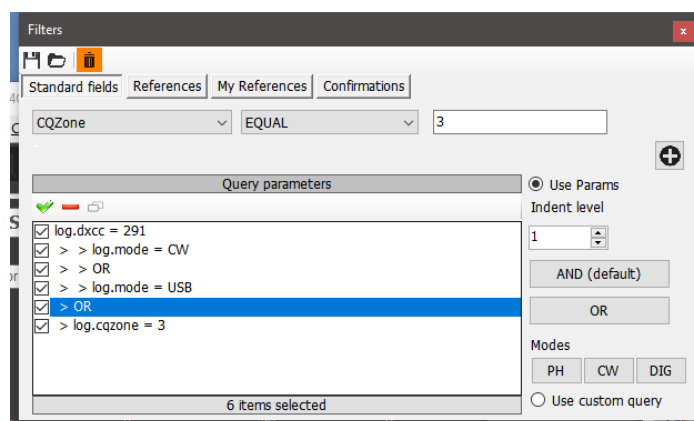 Filters
x
Standard fields References My References Confirmations
CQZone EQUAL 3
Query parameters
Use Params
Indent level
log.dxcc = 291
1
> > log.mode = CW
> > OR
AND (default)
> > log.mode = USB
> OR
OR
> log.cqzone = 3
Modes
PH CW DIG
6 items selected
Use custom query